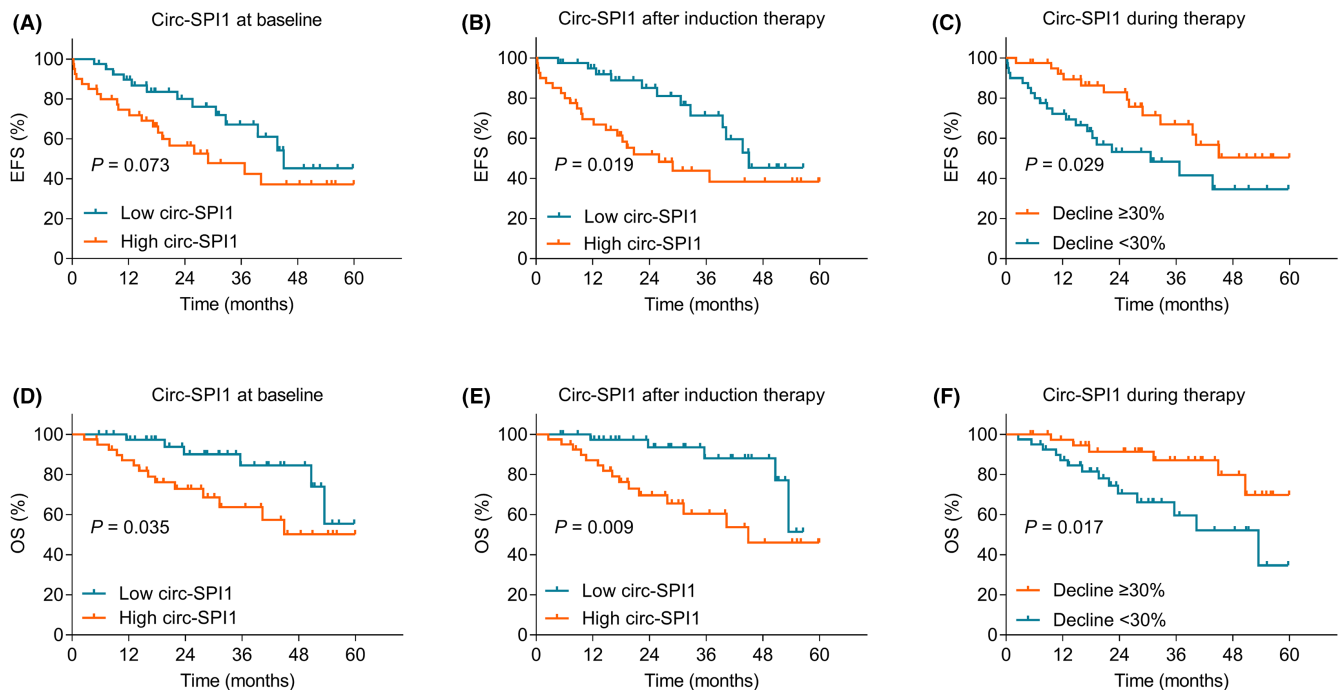 (A)
Circ-SPI1 at baseline
EFS (%)
100
80
60
40
80
0
P = 0.073
Low circ-SPI1
High circ-SPI1
0 12 24 36 48 60
Time (months)
(B)
Circ-SPI1 after induction therapy
EFS (%)
100
80
60
40
80
0
P = 0.019
Low circ-SPI1
High circ-SPI1
0 12 24 36 48 60
Time (months)
(C)
Circ-SPI1 during therapy
EFS (%)
100
80
60
40
80
0
P = 0.029
Decline ≥30%
Decline <30%
0 12 24 36 48 60
Time (months)
(D)
Circ-SPI1 at baseline
OS (%)
100
80
60
40
80
0
P = 0.035
Low circ-SPI1
High circ-SPI1
0 12 24 36 48 60
Time (months)
(E)
Circ-SPI1 after induction therapy
OS (%)
100
80
60
40
80
0
P = 0.009
Low circ-SPI1
High circ-SPI1
0 12 24 36 48 60
Time (months)
(F)
Circ-SPI1 during therapy
OS (%)
100
80
60
40
80
0
P = 0.017
Decline ≥30%
Decline <30%
0 12 24 36 48 60
Time (months)